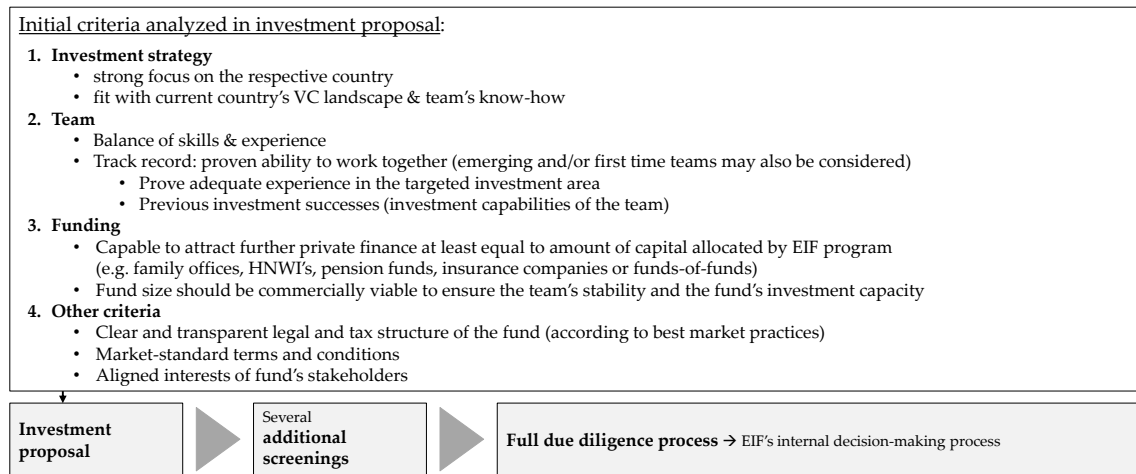 Initial criteria analyzed in investment proposal:
1. Investment strategy
• strong focus on the respective country
• fit with current country's VC landscape & team's know-how
2. Team
• Balance of skills & experience
• Track record: proven ability to work together (emerging and/or first time teams may also be considered)
• Prove adequate experience in the targeted investment area
• Previous investment successes (investment capabilities of the team)
3. Funding
• Capable to attract further private finance at least equal to amount of capital allocated by EIF program
(e.g. family offices, HNWI's, pension funds, insurance companies or funds-of-funds)
• Fund size should be commercially viable to ensure the team's stability and the fund's investment capacity
4. Other criteria
• Clear and transparent legal and tax structure of the fund (according to best market practices)
• Market-standard terms and conditions
• Aligned interests of fund's stakeholders
Investment
proposal
Several
additional
screenings
Full due diligence process → EIF's internal decision-making process